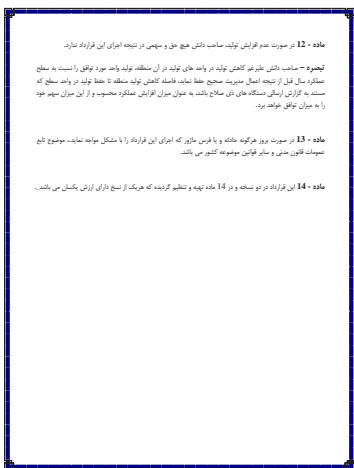 ماده - 12 در صورت عدم افزایش تولید، صاحب دانش هیچ حق و سهمی در نتیجه اجرای این قرارداد ندارد.
تبصره – صاحب دانش علیرغم کاهش تولید در واحد های تولید در آن منطقه، تولید واحد مورد توافق را نسبت به سطح
عملکرد سال قبل از نتیجه اعمال مدیریت صحیح حفظ نماید، فاصله کاهش تولید منطقه تا حفظ تولید در واحد سطح که
مستند به گزارش ارسالی دستگاه های ذی صلاح باشد، به عنوان میزان افزایش عملکرد محسوب و از این میزان سهم خود
را به میزان توافق خواهد برد.
ماده - 13 در صورت بروز هرگونه حادثه و یا فرس ماژور که اجرای این قرارداد را با مشکل مواجه نماید، موضوع تابع
عمومات قانون مدنی و سایر قوانین موضوعه کشور می باشد.
ماده - 14 این قرارداد در دو نسخه و در 14 ماده تهیه و تنظیم گردیده که هریک از نسخ دارای ارزش یکسان می باشد.